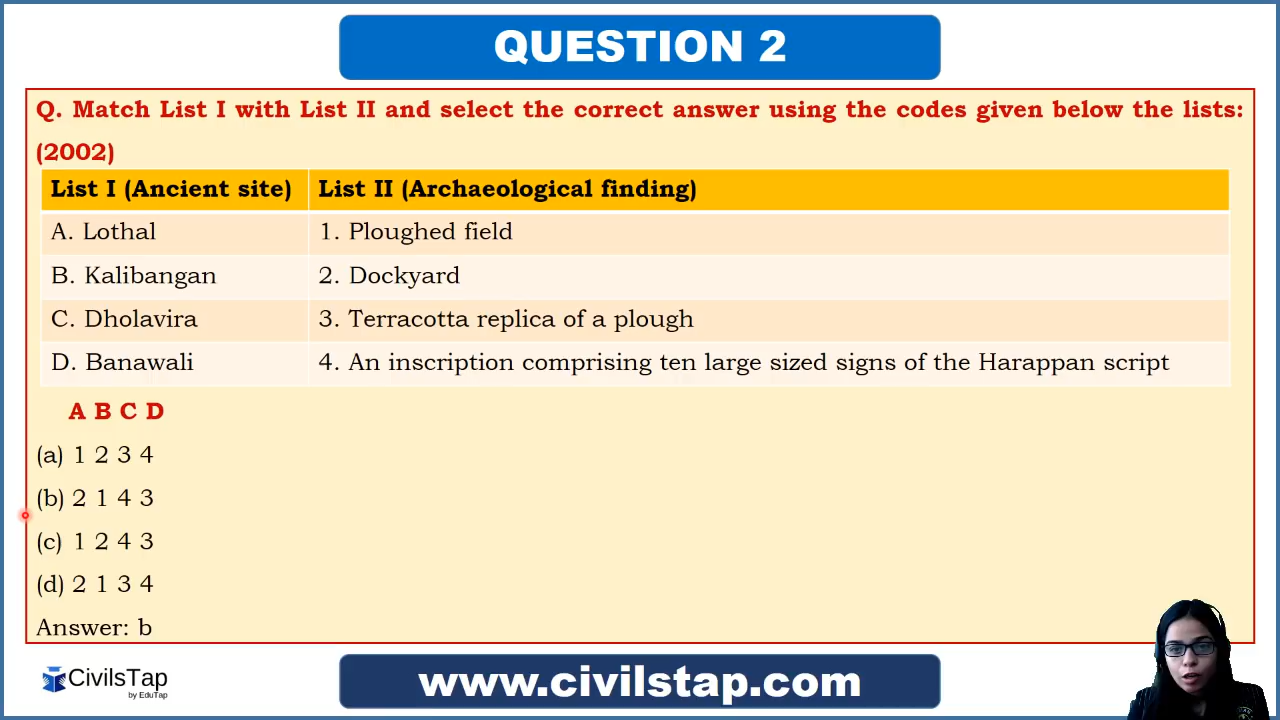 QUESTION 2
Q. Match List I with List II and select the correct answer using the codes given below the lists:
(2002)
List I (Ancient site) List II (Archaeological finding)
A. Lothal 1. Ploughed field
B. Kalibangan 2. Dockyard
C. Dholavira 3. Terracotta replica of a plough
D. Banawali 4. An inscription comprising ten large sized signs of the Harappan script
A B C D
(a) 1 2 3 4
(b) 2 1 4 3
(c) 1 2 4 3
(d) 2 1 3 4
Answer: b
CivilsTap
by EduTap
www.civilstap.com